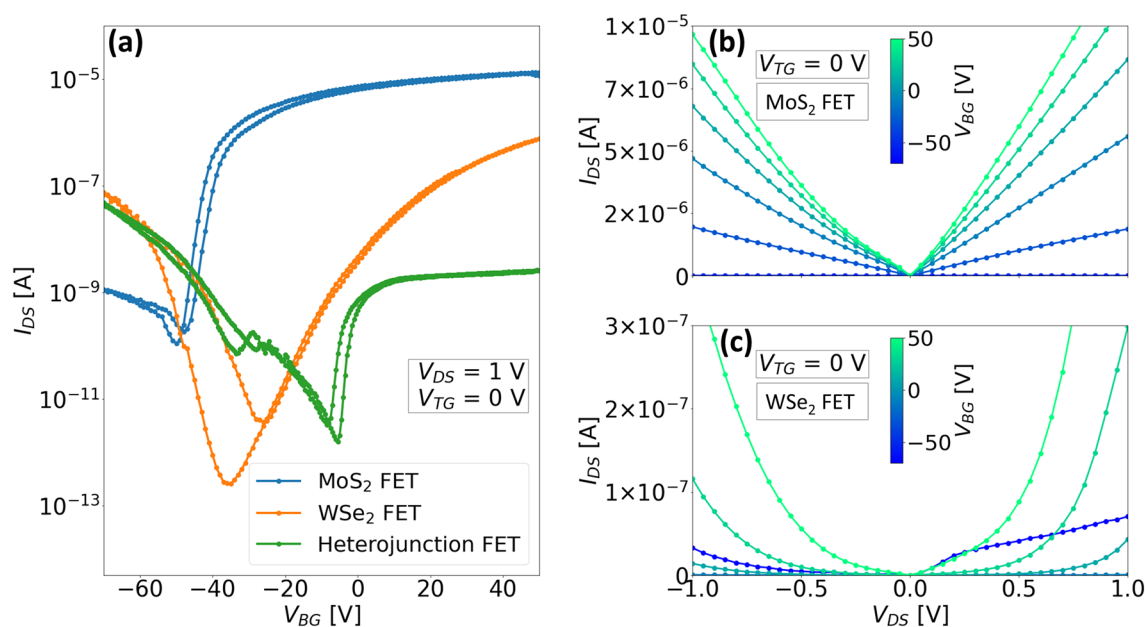 (a)
10⁻⁵
10⁻⁷
10⁻⁹
10⁻¹¹
10⁻¹³
I_DS [A]
V_DS = 1 V
V_TG = 0 V
MoS₂ FET
WSe₂ FET
Heterojunction FET
−60 −40 −20 0 20 40
V_BG [V]
(b)
1×10⁻⁵
7×10⁻⁶
5×10⁻⁶
2×10⁻⁶
0
I_DS [A]
V_TG = 0 V
MoS₂ FET
50
0
−50
V_BG [V]
(c)
3×10⁻⁷
2×10⁻⁷
1×10⁻⁷
0
I_DS [A]
V_TG = 0 V
WSe₂ FET
50
0
−50
V_BG [V]
−1.0 −0.5 0.0 0.5 1.0
V_DS [V]